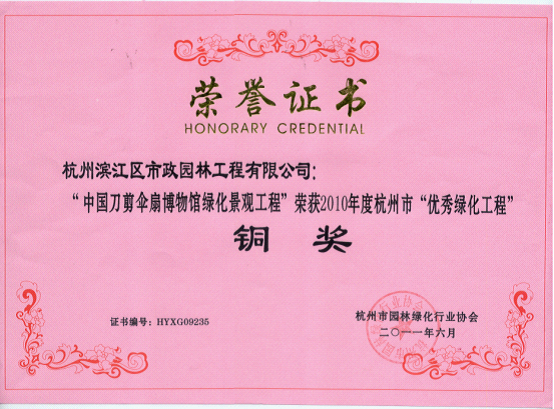 荣誉证书
HONORARY CREDENTIAL
杭州滨江区市政园林工程有限公司：
“中国刀剪伞扇博物馆绿化景观工程”荣获2010年度杭州市“优秀绿化工程”
铜 奖
证书编号：HYXG09235
杭州市园林绿化行业协会
二〇一一年六月